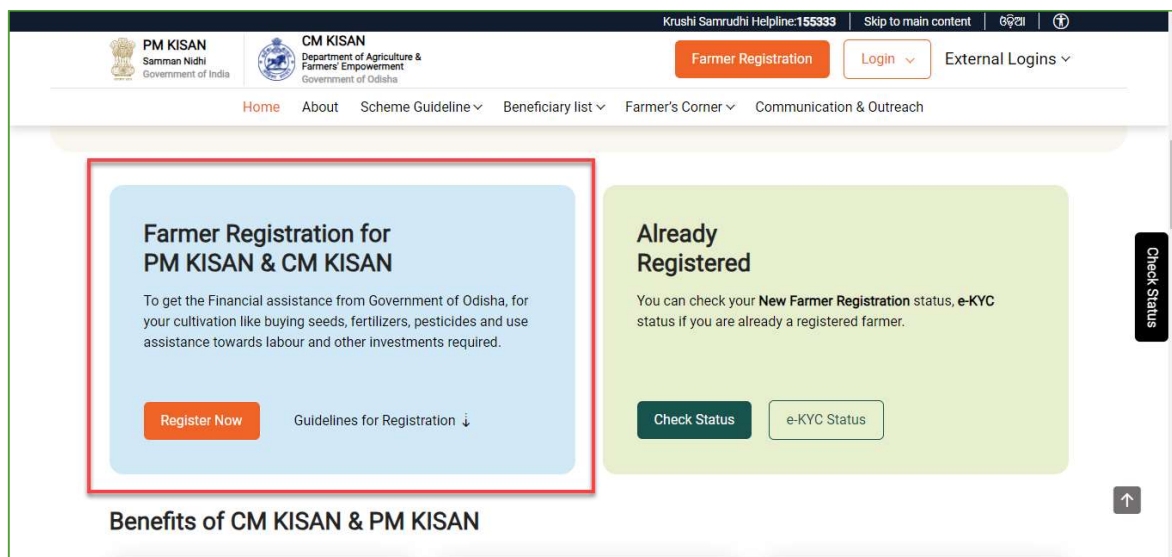 Krushi Samrudhi Helpline:155333 Skip to main content ଓଡ଼ିଆ
PM KISAN
Samman Nidhi
Government of India
CM KISAN
Department of Agriculture &
Farmers' Empowerment
Government of Odisha
Farmer Registration Login External Logins
Home About Scheme Guideline Beneficiary list Farmer's Corner Communication & Outreach
Farmer Registration for
PM KISAN & CM KISAN
To get the Financial assistance from Government of Odisha, for
your cultivation like buying seeds, fertilizers, pesticides and use
assistance towards labour and other investments required.
Register Now Guidelines for Registration ↓
Already
Registered
You can check your New Farmer Registration status, e-KYC
status if you are already a registered farmer.
Check Status e-KYC Status
Check Status
Benefits of CM KISAN & PM KISAN